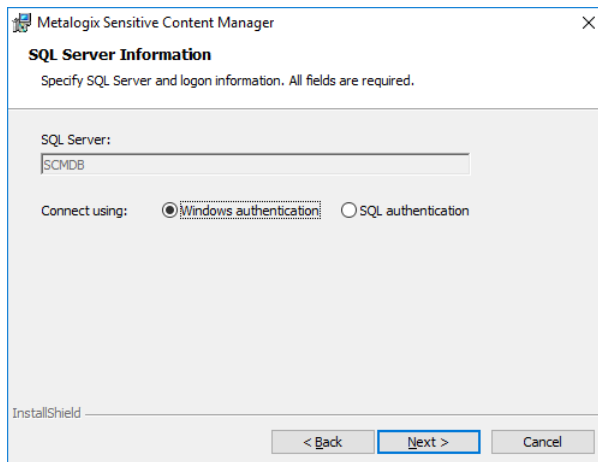 Metalogix Sensitive Content Manager
SQL Server Information
Specify SQL Server and logon information. All fields are required.
SQL Server:
SCMDB
Connect using: Windows authentication SQL authentication
InstallShield
< Back Next > Cancel